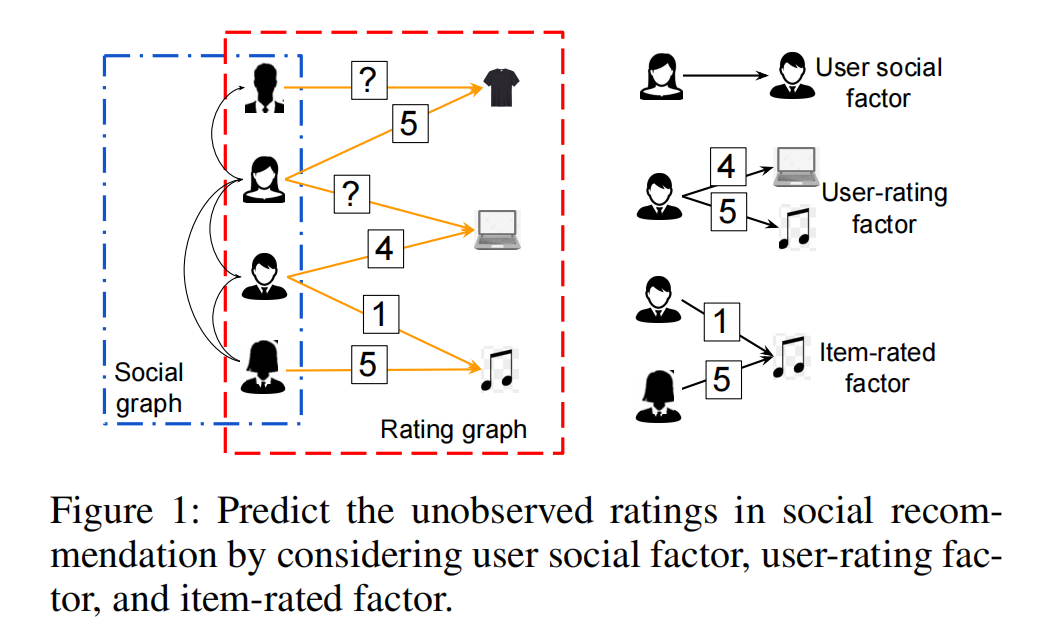 ?
5
?
4
1
5
Social
graph
Rating graph
User social
factor
4
5
User-rating
factor
1
5
Item-rated
factor
Figure 1: Predict the unobserved ratings in social recom-
mendation by considering user social factor, user-rating fac-
tor, and item-rated factor.